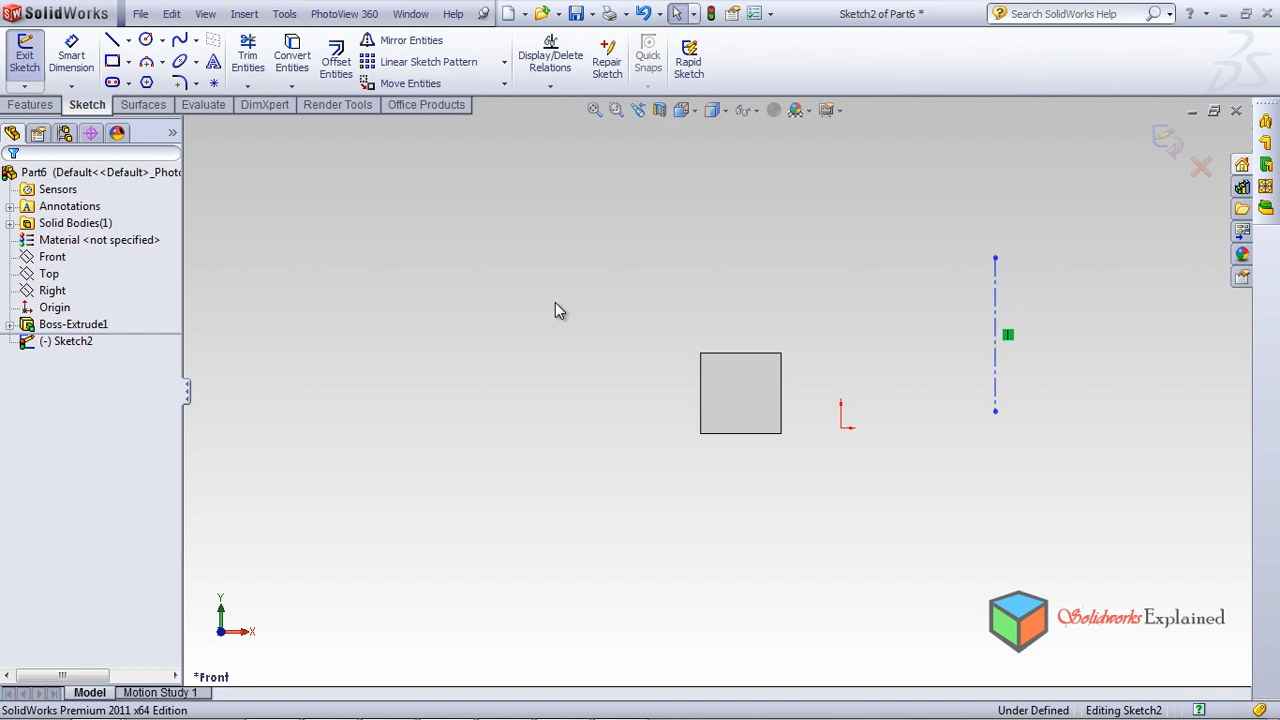 SolidWorks File Edit View Insert Tools PhotoView 360 Window Help Sketch2 of Part6 * Search SolidWorks Help
Exit Sketch Smart Dimension Trim Entities Convert Entities Offset Entities Mirror Entities Linear Sketch Pattern Move Entities Display/Delete Relations Repair Sketch Quick Snaps Rapid Sketch
Features Sketch Surfaces Evaluate DimXpert Render Tools Office Products
Part6 (Default<<Default>_Photo
Sensors
Annotations
Solid Bodies(1)
Material <not specified>
Front
Top
Right
Origin
Boss-Extrude1
(-) Sketch2
Y
X
*Front
Solidworks Explained
Model Motion Study 1
SolidWorks Premium 2011 x64 Edition Under Defined Editing Sketch2